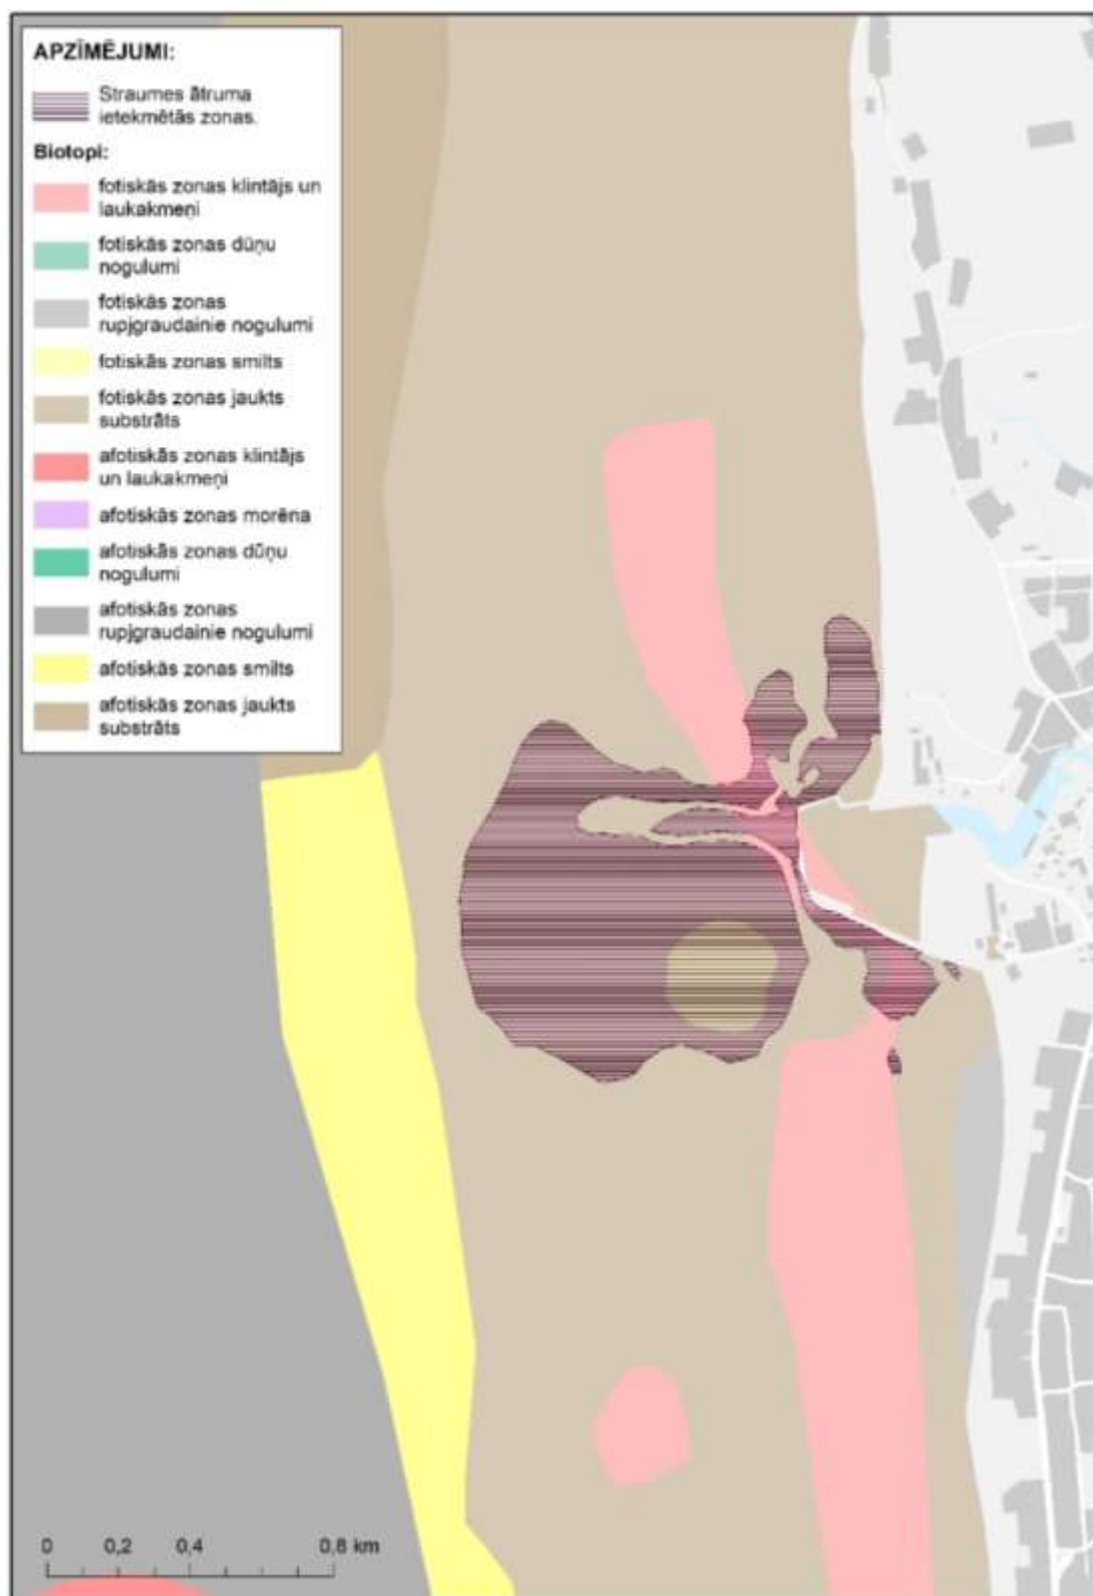 APZĪMĒJUMI:
Straumes ātruma
ietekmētās zonas.
Biotopi:
fotiskās zonas klintājs un
laukakmeņi
fotiskās zonas dūņu
nogulumi
fotiskās zonas
rupjgraudainie nogulumi
fotiskās zonas smilts
fotiskās zonas jaukts
substrāts
afotiskās zonas klintājs
un laukakmeņi
afotiskās zonas morēna
afotiskās zonas dūņu
nogulumi
afotiskās zonas
rupjgraudainie nogulumi
afotiskās zonas smilts
afotiskās zonas jaukts
substrāts
0 0,2 0,4 0,8 km